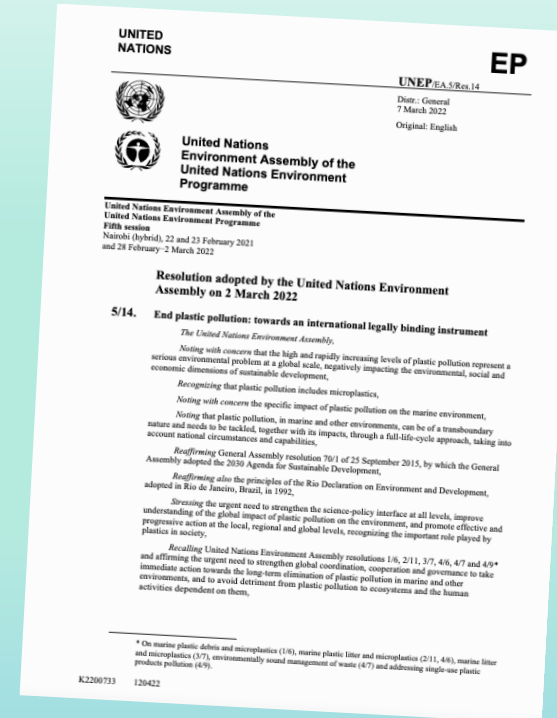 UNITED
NATIONS
EP
UNEP/EA.5/Res.14
Distr.: General
7 March 2022
Original: English
United Nations
Environment Assembly of the
United Nations Environment
Programme
United Nations Environment Assembly of the
United Nations Environment Programme
Fifth session
Nairobi (hybrid), 22 and 23 February 2021
and 28 February–2 March 2022
Resolution adopted by the United Nations Environment
Assembly on 2 March 2022
5/14. End plastic pollution: towards an international legally binding instrument
The United Nations Environment Assembly,
Noting with concern that the high and rapidly increasing levels of plastic pollution represent a
serious environmental problem at a global scale, negatively impacting the environmental, social and
economic dimensions of sustainable development,
Recognizing that plastic pollution includes microplastics,
Noting with concern the specific impact of plastic pollution on the marine environment,
Noting that plastic pollution, in marine and other environments, can be of a transboundary
nature and needs to be tackled, together with its impacts, through a full-life-cycle approach, taking into
account national circumstances and capabilities,
Reaffirming General Assembly resolution 70/1 of 25 September 2015, by which the General
Assembly adopted the 2030 Agenda for Sustainable Development,
Reaffirming also the principles of the Rio Declaration on Environment and Development,
adopted in Rio de Janeiro, Brazil, in 1992,
Stressing the urgent need to strengthen the science-policy interface at all levels, improve
understanding of the global impact of plastic pollution on the environment, and promote effective and
progressive action at the local, regional and global levels, recognizing the important role played by
plastics in society,
Recalling United Nations Environment Assembly resolutions 1/6, 2/11, 3/7, 4/6, 4/7 and 4/9*
and affirming the urgent need to strengthen global coordination, cooperation and governance to take
immediate action towards the long-term elimination of plastic pollution in marine and other
environments, and to avoid detriment from plastic pollution to ecosystems and the human
activities dependent on them,
* On marine plastic debris and microplastics (1/6), marine plastic litter and microplastics (2/11, 4/6), marine litter
and microplastics (3/7), environmentally sound management of waste (4/7) and addressing single-use plastic
products pollution (4/9).
K2200733 120422